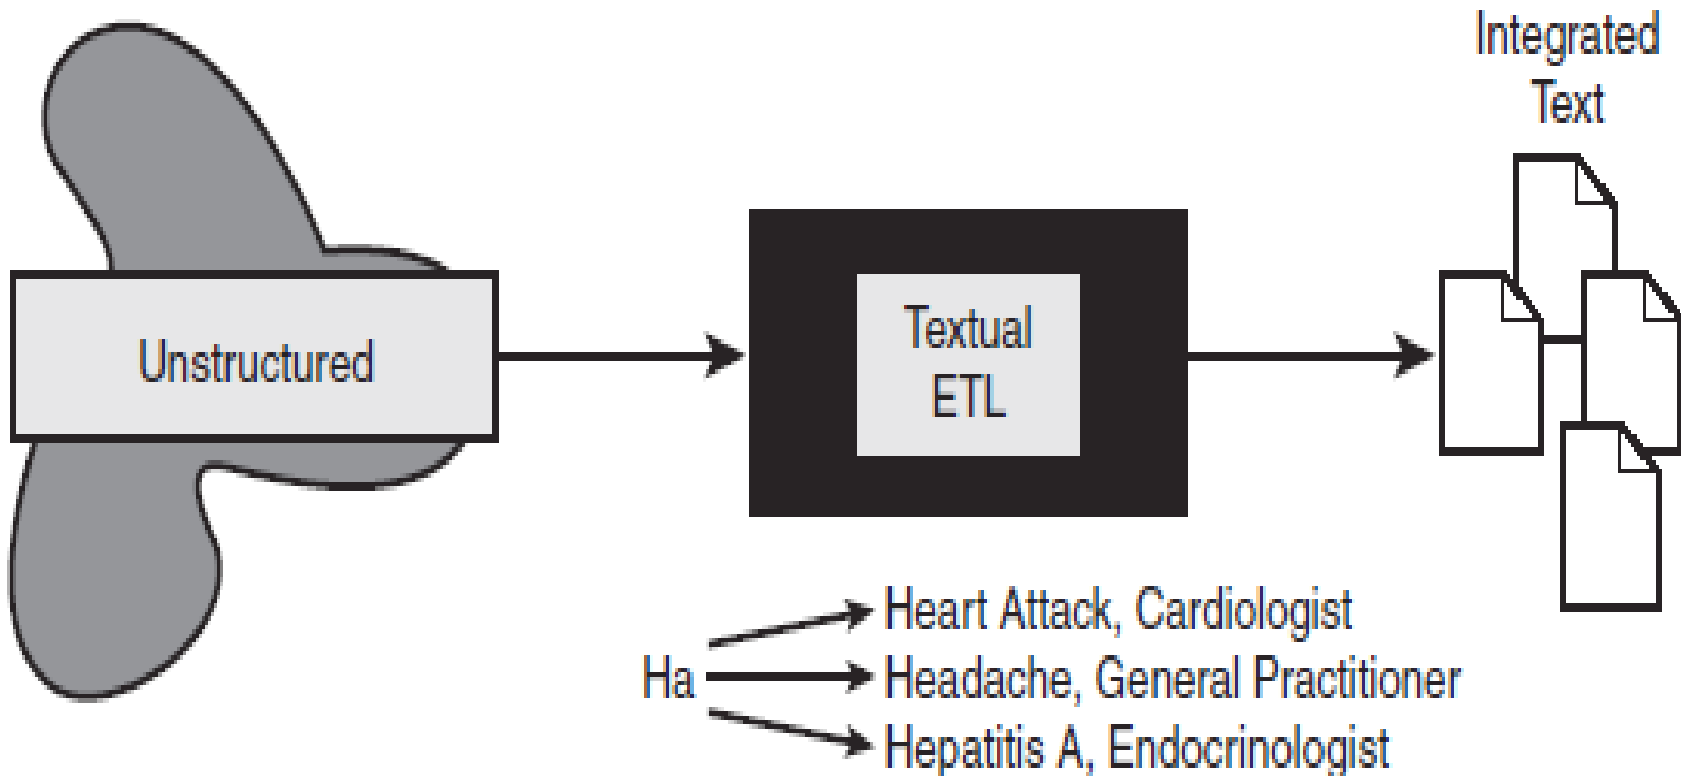 Integrated
Text
Unstructured
Textual
ETL
Heart Attack, Cardiologist
Ha
Headache, General Practitioner
Hepatitis A, Endocrinologist